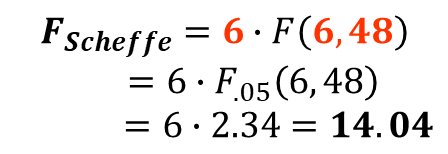 F_Scheffe = 6 · F(6, 48)
= 6 · F.05(6, 48)
= 6 · 2.34 = 14.04